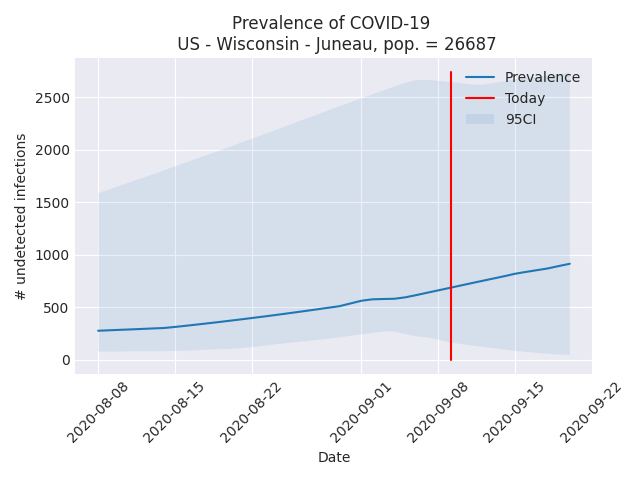 Prevalence of COVID-19
US - Wisconsin - Juneau, pop. = 26687
Prevalence
Today
95CI
2500
2000
1500
1000
500
0
# undetected infections
2020-08-08
2020-08-15
2020-08-22
2020-09-01
2020-09-08
2020-09-15
2020-09-22
Date